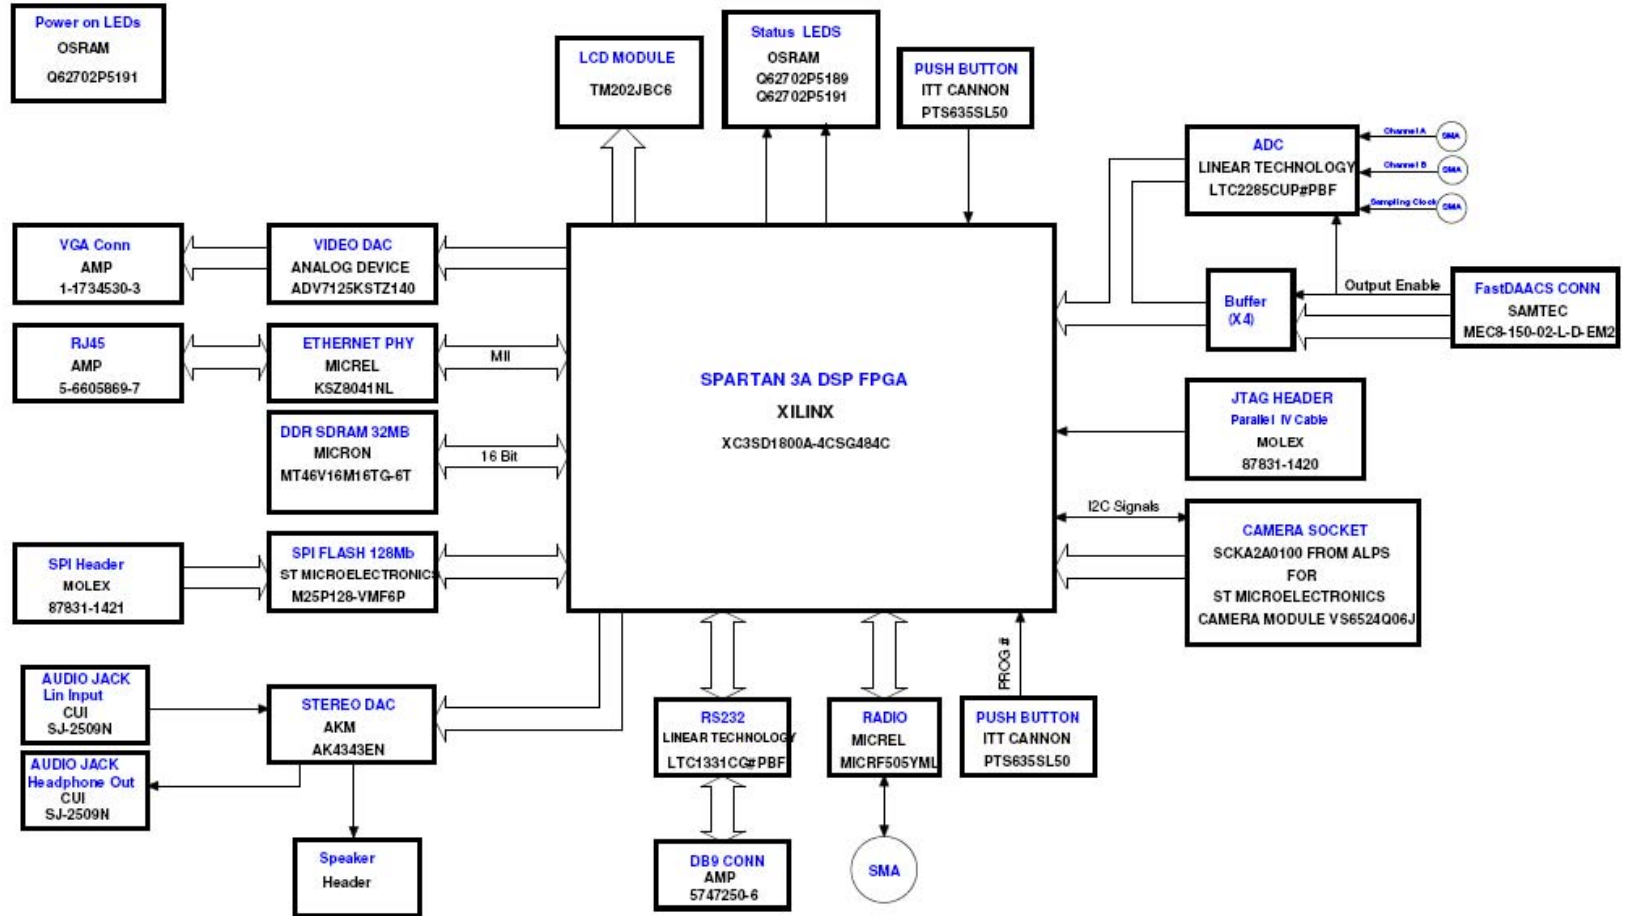 Power on LEDs
OSRAM
Q62702P5191
LCD MODULE
TM202JBC6
Status LEDS
OSRAM
Q62702P5189
Q62702P5191
PUSH BUTTON
ITT CANNON
PTS635SL50
ADC
LINEAR TECHNOLOGY
LTC2285CUP#PBF
Channel A
SMA
Channel B
SMA
Sampling Clock
SMA
VGA Conn
AMP
1-1734530-3
VIDEO DAC
ANALOG DEVICE
ADV7125KSTZ140
Buffer
(X4)
Output Enable
FastDAACS CONN
SAMTEC
MEC8-150-02-L-D-EM2
RJ45
AMP
5-6605869-7
ETHERNET PHY
MICREL
KSZ8041NL
MII
SPARTAN 3A DSP FPGA
XILINX
XC3SD1800A-4CSG484C
JTAG HEADER
Parallel IV Cable
MOLEX
87831-1420
DDR SDRAM 32MB
MICRON
MT46V16M16TG-6T
16 Bit
I2C Signals
CAMERA SOCKET
SCKA2A0100 FROM ALPS
FOR
ST MICROELECTRONICS
CAMERA MODULE VS6524Q06J
SPI Header
MOLEX
87831-1421
SPI FLASH 128Mb
ST MICROELECTRONICS
M25P128-VMF6P
AUDIO JACK
Lin Input
CUI
SJ-2509N
AUDIO JACK
Headphone Out
CUI
SJ-2509N
STEREO DAC
AKM
AK4343EN
Speaker
Header
RS232
LINEAR TECHNOLOGY
LTC1331CG#PBF
DB9 CONN
AMP
5747250-6
RADIO
MICREL
MICRF505YML
SMA
PROG #
PUSH BUTTON
ITT CANNON
PTS635SL50